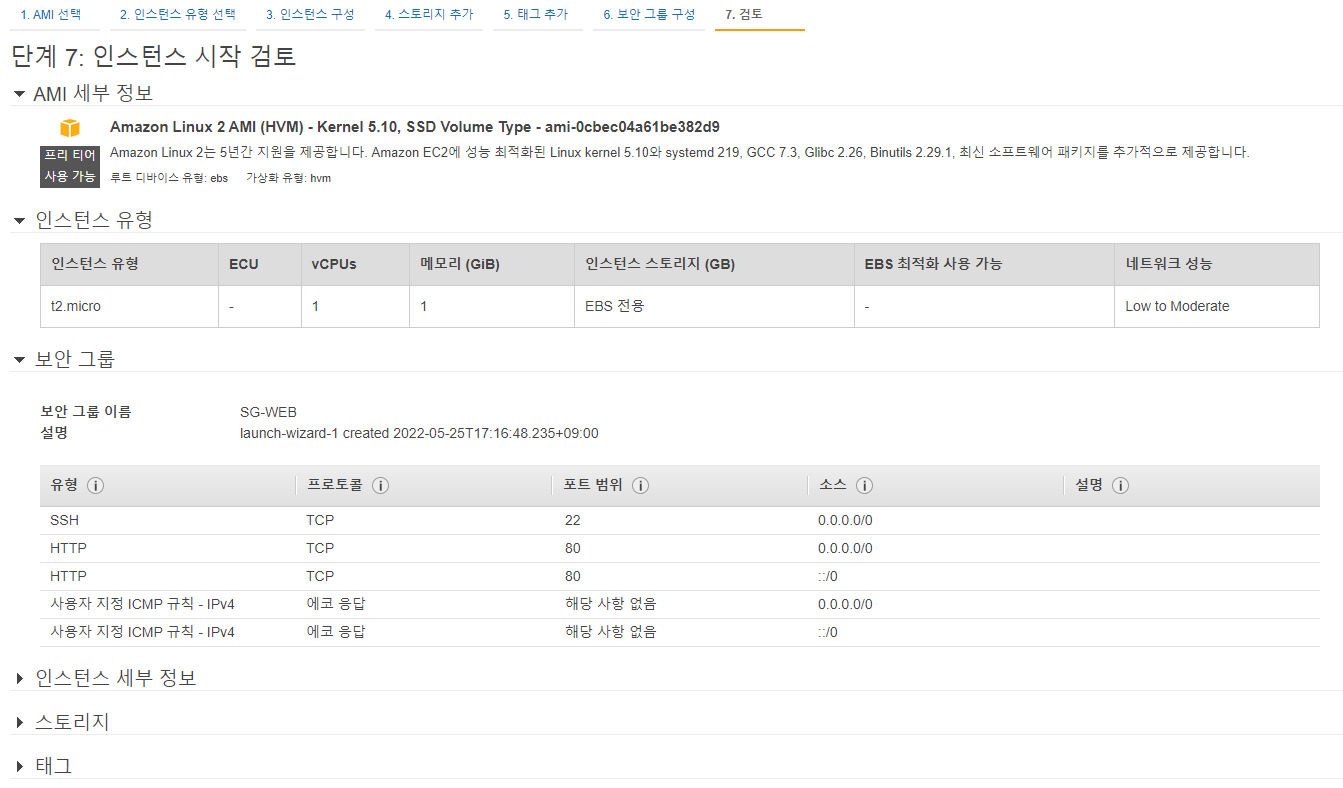 1. AMI 선택 2. 인스턴스 유형 선택 3. 인스턴스 구성 4. 스토리지 추가 5. 태그 추가 6. 보안 그룹 구성 7. 검토
단계 7: 인스턴스 시작 검토
AMI 세부 정보
Amazon Linux 2 AMI (HVM) - Kernel 5.10, SSD Volume Type - ami-0cbec04a61be382d9
프리 티어
사용 가능
Amazon Linux 2는 5년간 지원을 제공합니다. Amazon EC2에 성능 최적화된 Linux kernel 5.10와 systemd 219, GCC 7.3, Glibc 2.26, Binutils 2.29.1, 최신 소프트웨어 패키지를 추가적으로 제공합니다.
루트 디바이스 유형: ebs 가상화 유형: hvm
인스턴스 유형
인스턴스 유형 ECU vCPUs 메모리 (GiB) 인스턴스 스토리지 (GB) EBS 최적화 사용 가능 네트워크 성능
t2.micro - 1 1 EBS 전용 - Low to Moderate
보안 그룹
보안 그룹 이름 SG-WEB
설명 launch-wizard-1 created 2022-05-25T17:16:48.235+09:00
유형 i 프로토콜 i 포트 범위 i 소스 i 설명 i
SSH TCP 22 0.0.0.0/0
HTTP TCP 80 0.0.0.0/0
HTTP TCP 80 ::/0
사용자 지정 ICMP 규칙 - IPv4 에코 응답 해당 사항 없음 0.0.0.0/0
사용자 지정 ICMP 규칙 - IPv4 에코 응답 해당 사항 없음 ::/0
인스턴스 세부 정보
스토리지
태그